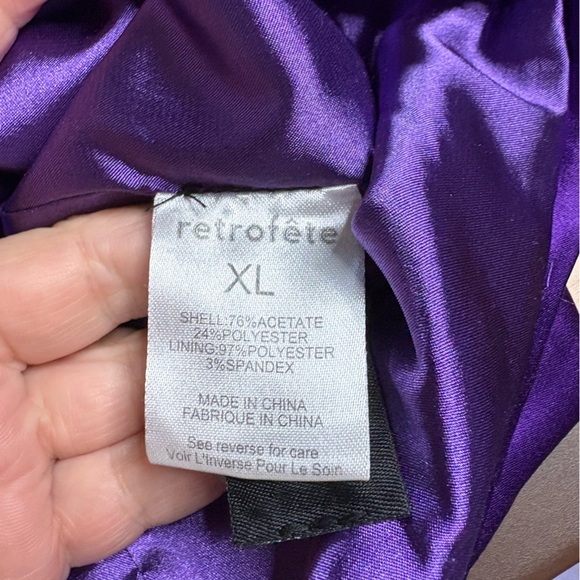 retrofête
XL
SHELL:76%ACETATE
24%POLYESTER
LINING:97%POLYESTER
3%SPANDEX
MADE IN CHINA
FABRIQUE IN CHINA
See reverse for care
Voir L'Inverse Pour Le Soin